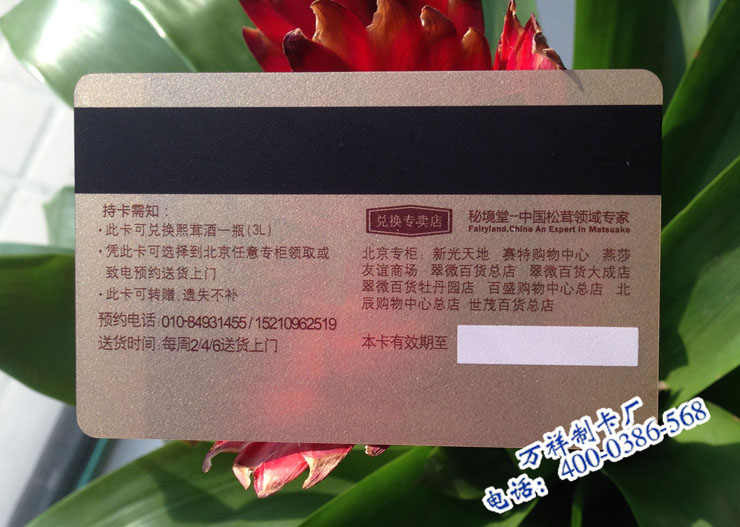 持卡需知：
·此卡可兑换熙茸酒一瓶(3L)
·凭此卡可选择到北京任意专柜领取或
致电预约送货上门
·此卡可转赠，遗失不补
预约电话：010-84931455 / 15210962519
送货时间：每周2/4/6送货上门
兑换专卖店
秘境堂—中国松茸领域专家
Fairyland,China An Expert In Matsuake
北京专柜：新光天地 赛特购物中心 燕莎
友谊商场 翠微百货总店 翠微百货大成店
翠微百货牡丹园店 百盛购物中心总店 北
辰购物中心总店 世茂百货总店
本卡有效期至
万祥制卡厂
电话：400-0386-568